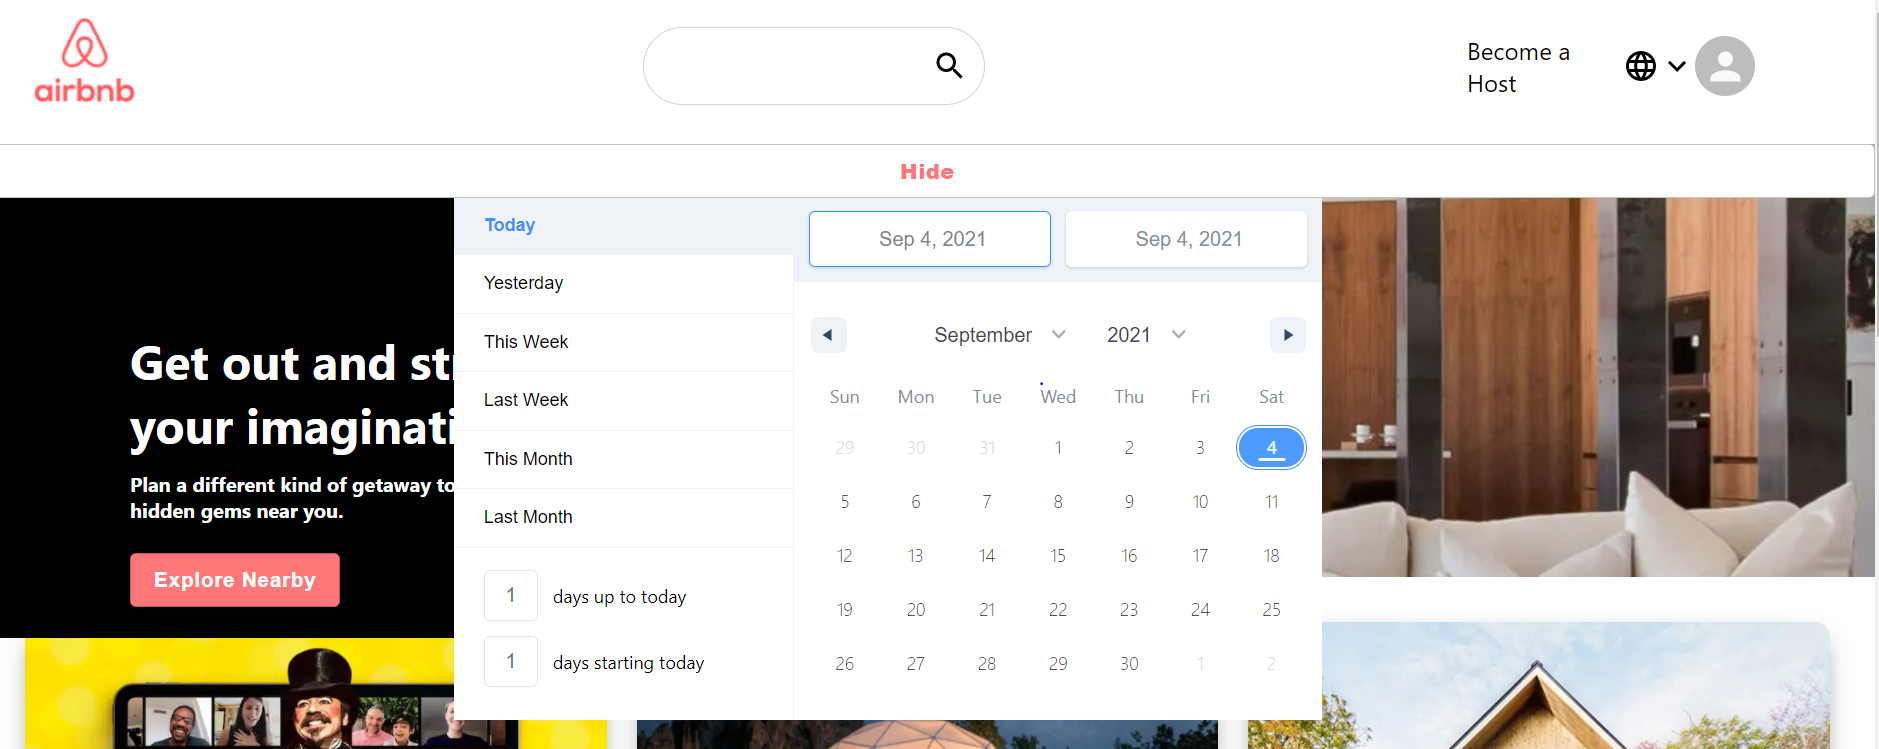 airbnb
Become a
Host
Hide
Today
Sep 4, 2021
Sep 4, 2021
Yesterday
This Week
Last Week
This Month
Last Month
1 days up to today
1 days starting today
September 2021
Sun Mon Tue Wed Thu Fri Sat
29 30 31 1 2 3 4
5 6 7 8 9 10 11
12 13 14 15 16 17 18
19 20 21 22 23 24 25
26 27 28 29 30 1 2
Get out and st
your imaginati
Plan a different kind of getaway to
hidden gems near you.
Explore Nearby